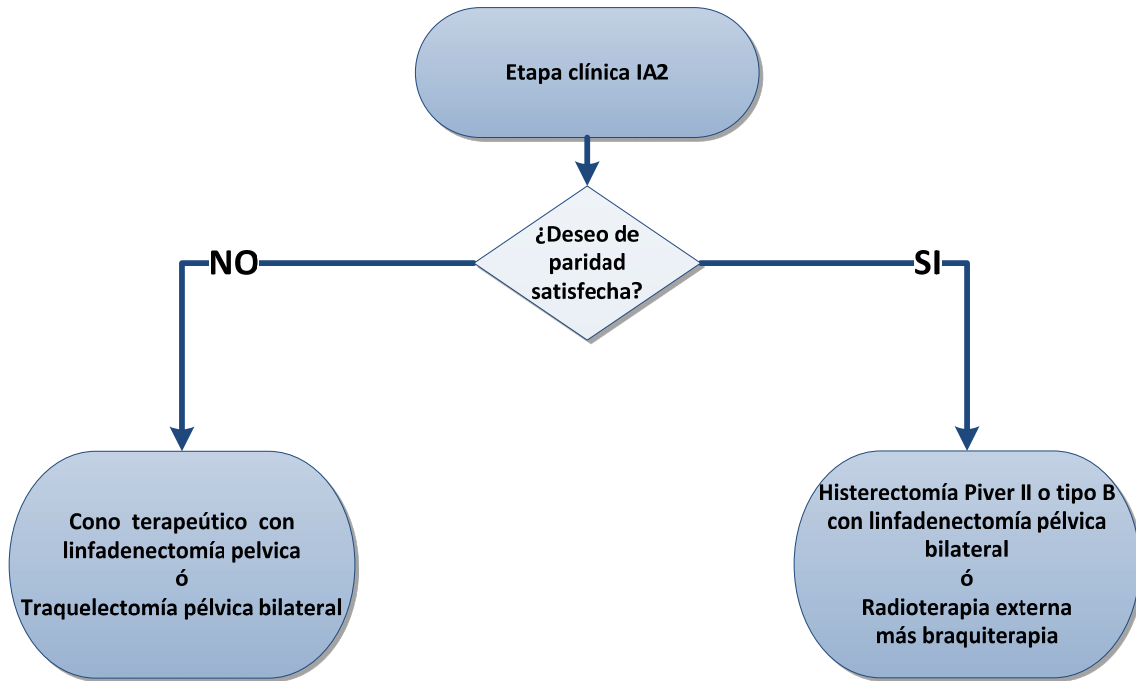 Etapa clínica IA2
¿Deseo de
paridad
satisfecha?
NO
SI
Cono terapeútico con
linfadenectomía pelvica
ó
Traquelectomía pélvica bilateral
Histerectomía Piver II o tipo B
con linfadenectomía pélvica
bilateral
ó
Radioterapia externa
más braquiterapia